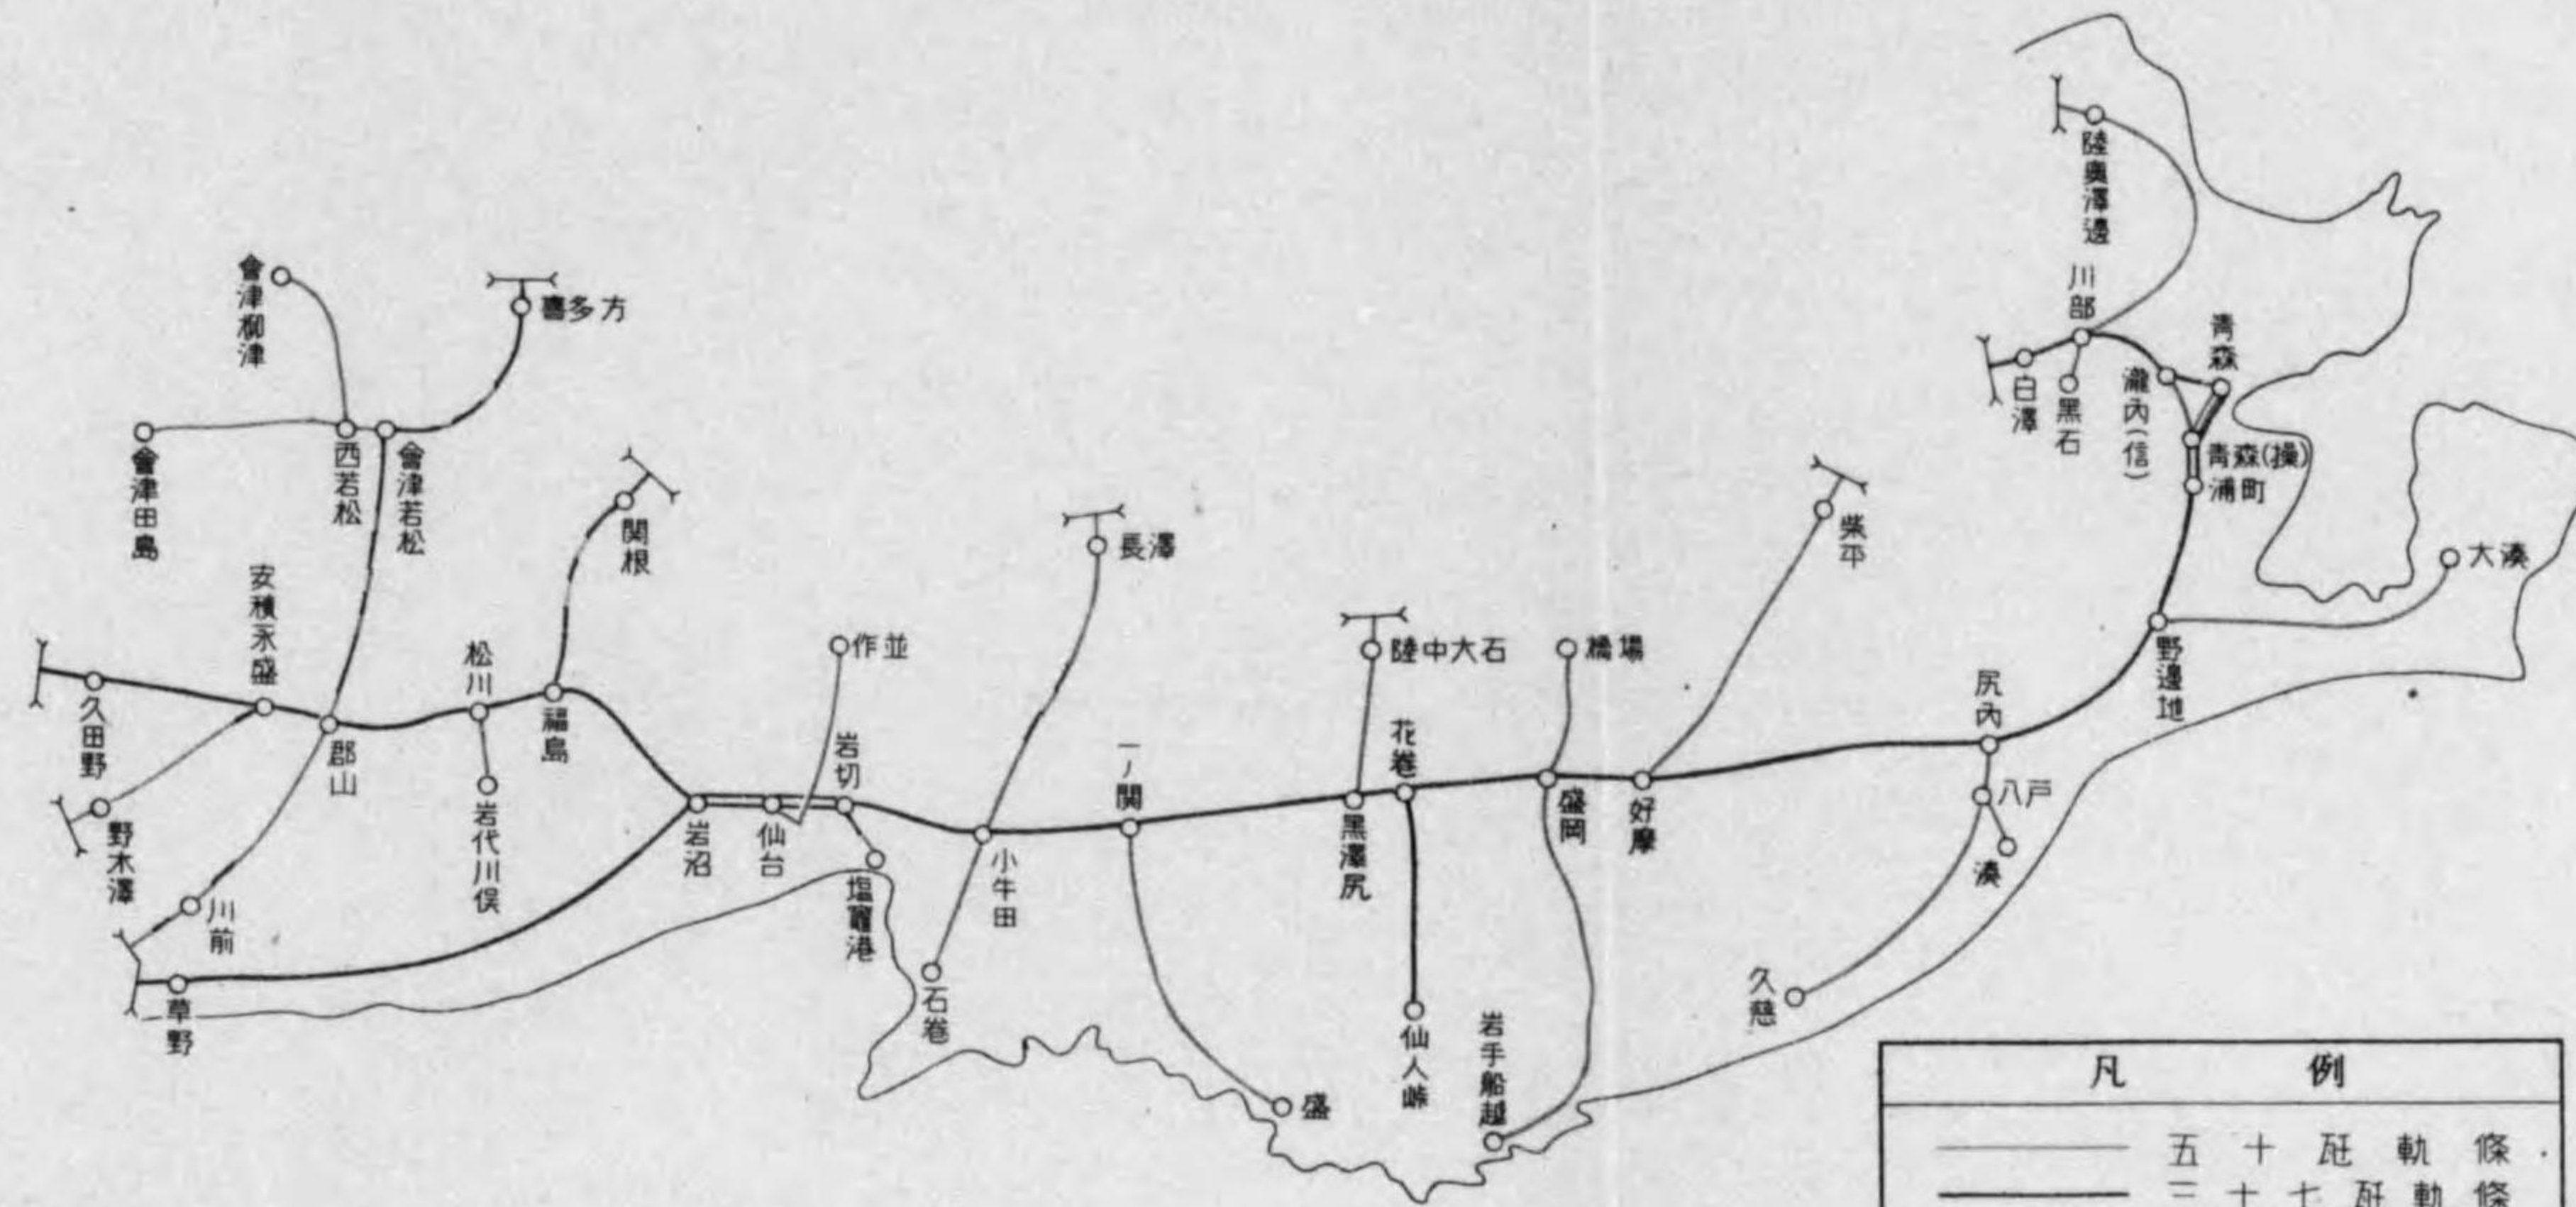 會津柳津
喜多方
會津田島
西若松
會津若松
関根
安積永盛
久田野
野木澤
郡山
川前
草野
松川
岩代川俣
福島
岩沼
仙台
作並
岩切
塩竈港
小牛田
長澤
石巻
一ノ関
盛
陸中大石
黒澤尻
花巻
仙人峠
橋場
盛岡
岩手船越
好摩
柴平
尻內
八戸
湊
久慈
野邊地
大湊
浦町
青森(操)
青森
瀧內(信)
川部
黒石
白澤
陸奥澤邊
凡例
五十瓩軌條
三十七瓩軌條